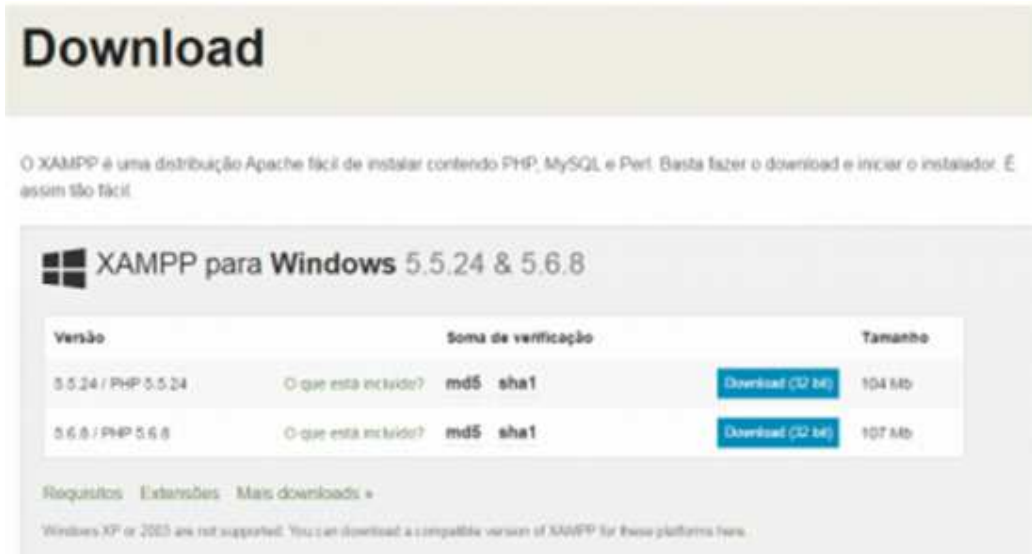 Download
O XAMPP é uma distribuição Apache fácil de instalar contendo PHP, MySQL e Perl. Basta fazer o download e iniciar o instalador. É
assim tão fácil.
XAMPP para Windows 5.5.24 & 5.6.8
Versão Soma de verificação Tamanho
5.5.24 / PHP 5.5.24 O que está incluído? md5 sha1 Download (32 bit) 104 Mb
5.6.8 / PHP 5.6.8 O que está incluído? md5 sha1 Download (32 bit) 107 Mb
Requisitos Extensões Mais downloads »
Windows XP or 2003 are not supported. You can download a compatible version of XAMPP for these platforms here.